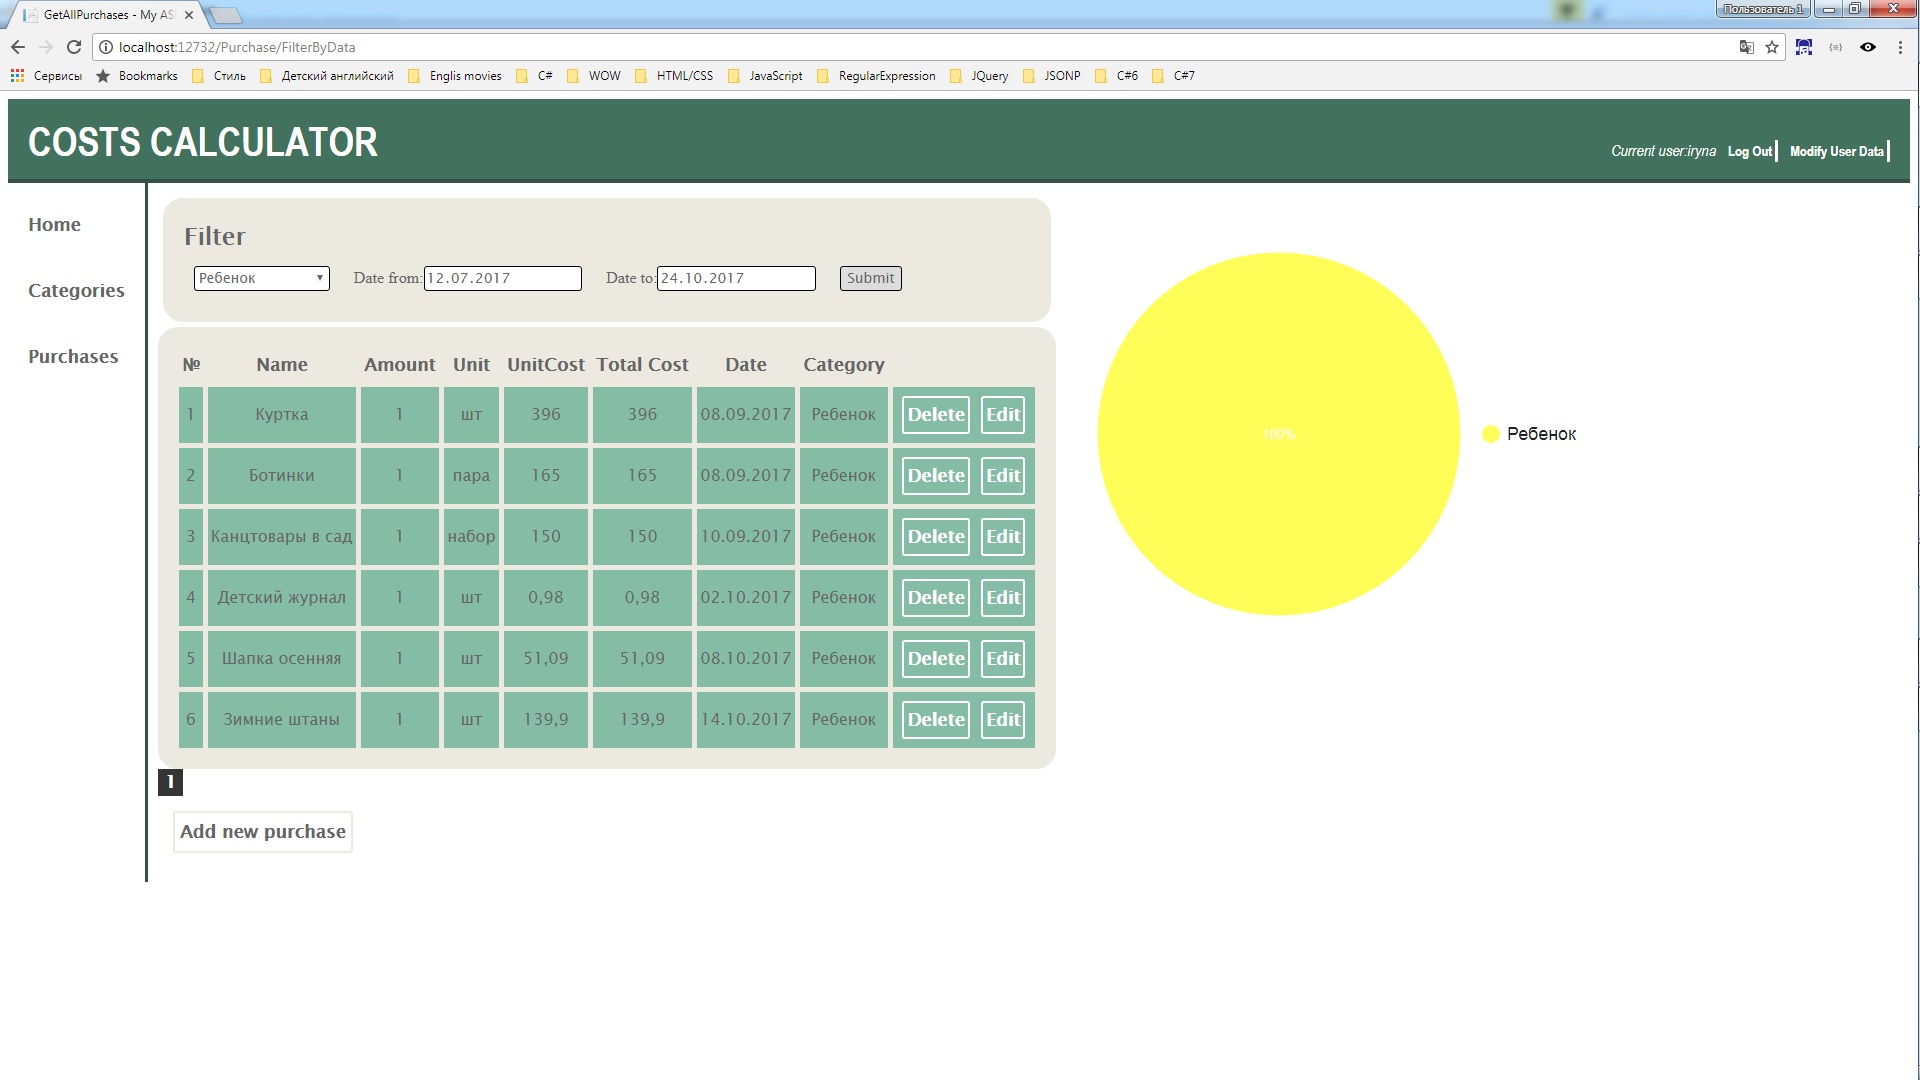 GetAllPurchases - My AS
Пользователь 1
localhost:12732/Purchase/FilterByData
Сервисы Bookmarks Стиль Детский английский Englis movies C# WOW HTML/CSS JavaScript RegularExpression JQuery JSONP C#6 C#7
COSTS CALCULATOR
Current user:iryna Log Out Modify User Data
Home
Categories
Purchases
Filter
Ребенок Date from: 12.07.2017 Date to: 24.10.2017 Submit
№ Name Amount Unit UnitCost Total Cost Date Category
1 Куртка 1 шт 396 396 08.09.2017 Ребенок Delete Edit
2 Ботинки 1 пара 165 165 08.09.2017 Ребенок Delete Edit
3 Канцтовары в сад 1 набор 150 150 10.09.2017 Ребенок Delete Edit
4 Детский журнал 1 шт 0,98 0,98 02.10.2017 Ребенок Delete Edit
5 Шапка осенняя 1 шт 51,09 51,09 08.10.2017 Ребенок Delete Edit
6 Зимние штаны 1 шт 139,9 139,9 14.10.2017 Ребенок Delete Edit
1
Add new purchase
100%
Ребенок